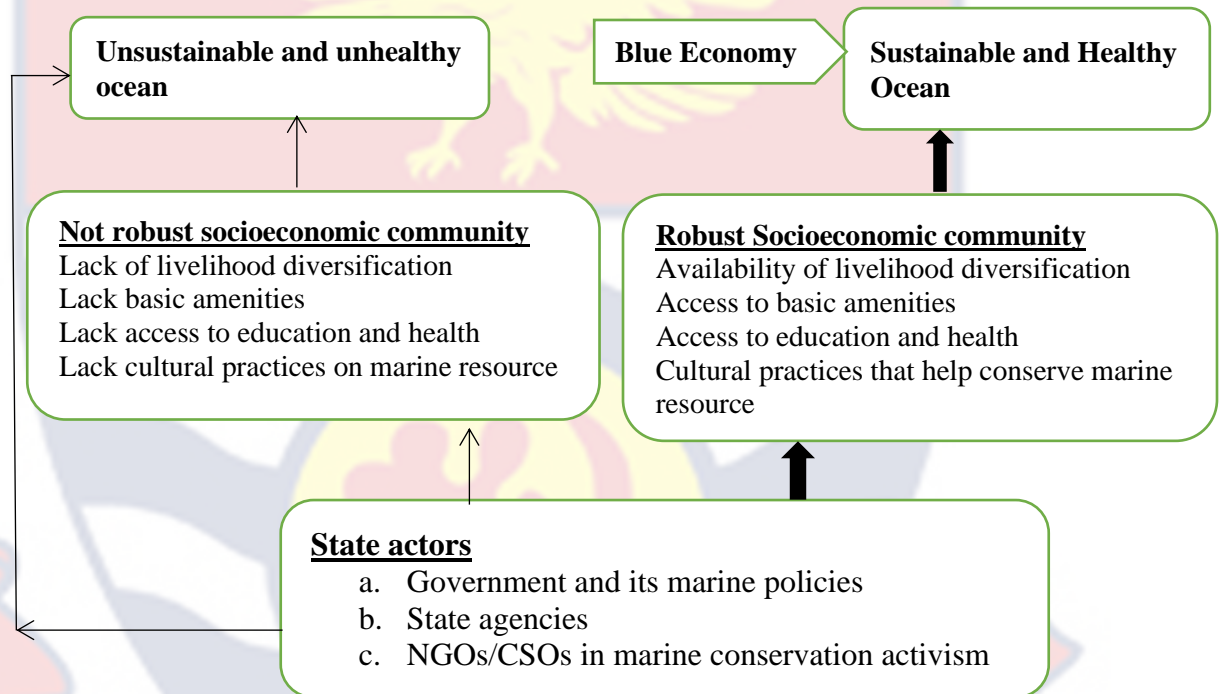 Unsustainable and unhealthy
ocean
Blue Economy
Sustainable and Healthy
Ocean
Not robust socioeconomic community
Lack of livelihood diversification
Lack basic amenities
Lack access to education and health
Lack cultural practices on marine resource
Robust Socioeconomic community
Availability of livelihood diversification
Access to basic amenities
Access to education and health
Cultural practices that help conserve marine
resource
State actors
a. Government and its marine policies
b. State agencies
c. NGOs/CSOs in marine conservation activism